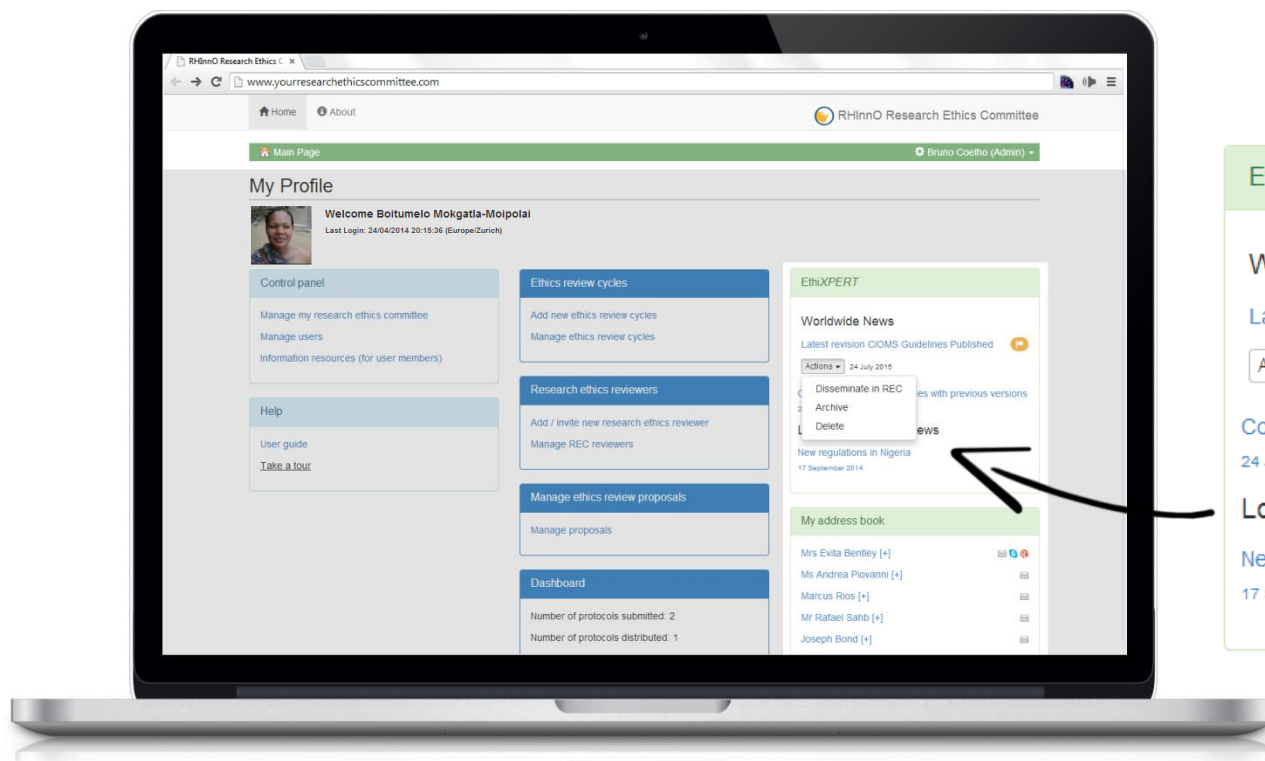 RHInnO Research Ethics C
www.yourresearchethicscommittee.com
Home About
RHInnO Research Ethics Committee
Main Page
Bruno Coelho (Admin)
My Profile
Welcome Boitumelo Mokgatla-Moipolai
Last Login: 24/04/2014 20:15:36 (Europe/Zurich)
Control panel
Manage my research ethics committee
Manage users
Information resources (for user members)
Help
User guide
Take a tour
Ethics review cycles
Add new ethics review cycles
Manage ethics review cycles
Research ethics reviewers
Add / invite new research ethics reviewer
Manage REC reviewers
Manage ethics review proposals
Manage proposals
Dashboard
Number of protocols submitted: 2
Number of protocols distributed: 1
EthiXPERT
Worldwide News
Latest revision CIOMS Guidelines Published
Actions 24 July 2015
Disseminate in REC
Archive
Delete
es with previous versions
ews
New regulations in Nigeria
17 September 2014
My address book
Mrs Evita Bentley [+]
Ms Andrea Piovanni [+]
Marcus Rios [+]
Mr Rafael Sahb [+]
Joseph Bond [+]
E
W
La
A
Co
24
Lo
Ne
17